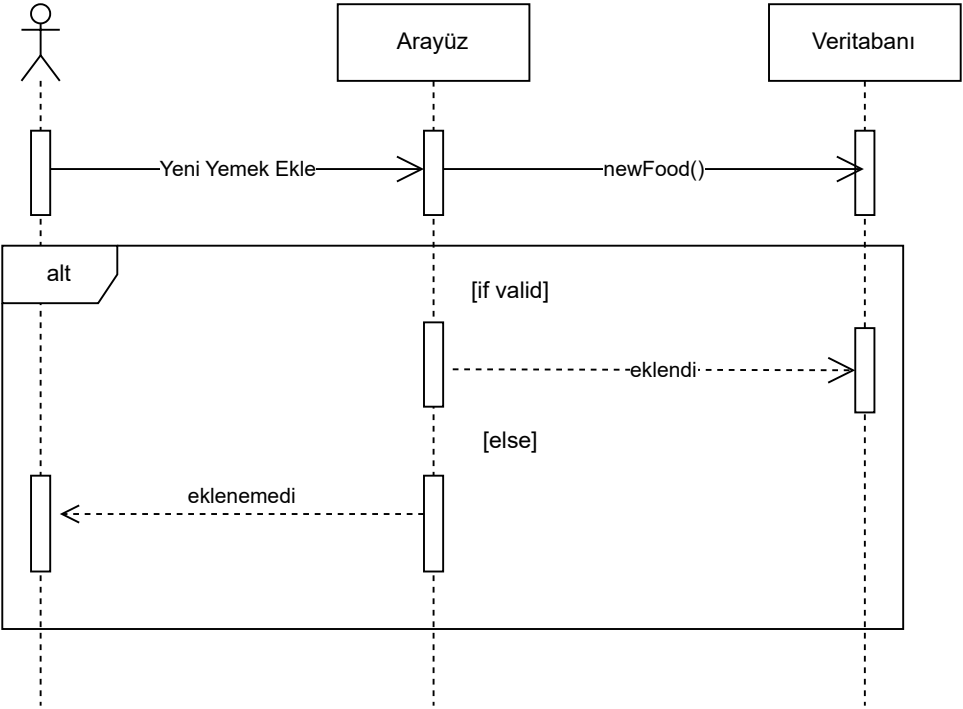 Arayüz
Veritabanı
Yeni Yemek Ekle
newFood()
alt
[if valid]
eklendi
[else]
eklenemedi